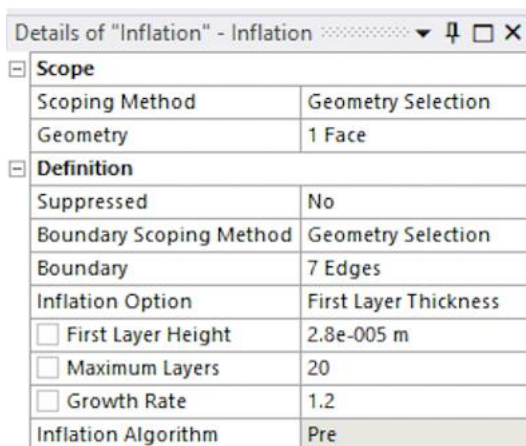 Details of "Inflation" - Inflation
Scope
Scoping Method Geometry Selection
Geometry 1 Face
Definition
Suppressed No
Boundary Scoping Method Geometry Selection
Boundary 7 Edges
Inflation Option First Layer Thickness
First Layer Height 2.8e-005 m
Maximum Layers 20
Growth Rate 1.2
Inflation Algorithm Pre